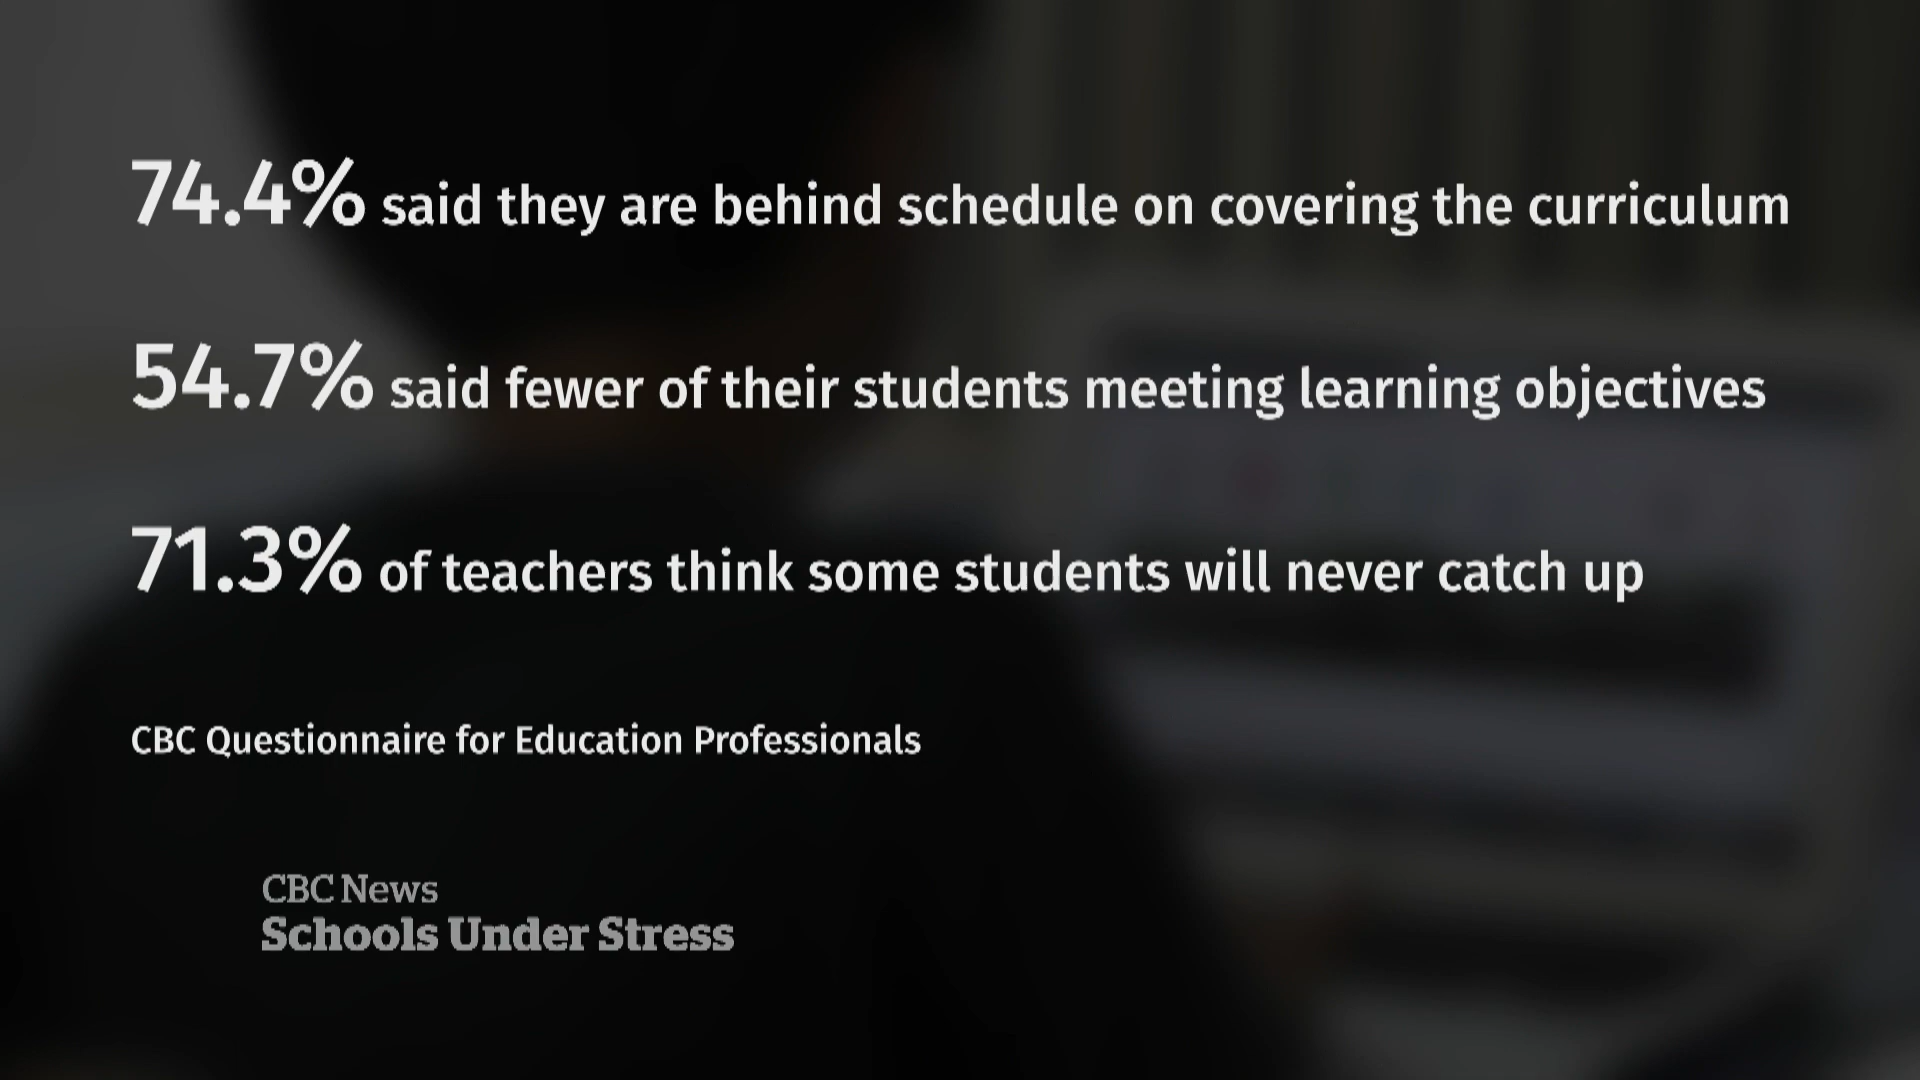 74.4% said they are behind schedule on covering the curriculum
54.7% said fewer of their students meeting learning objectives
71.3% of teachers think some students will never catch up
CBC Questionnaire for Education Professionals
CBC News
Schools Under Stress